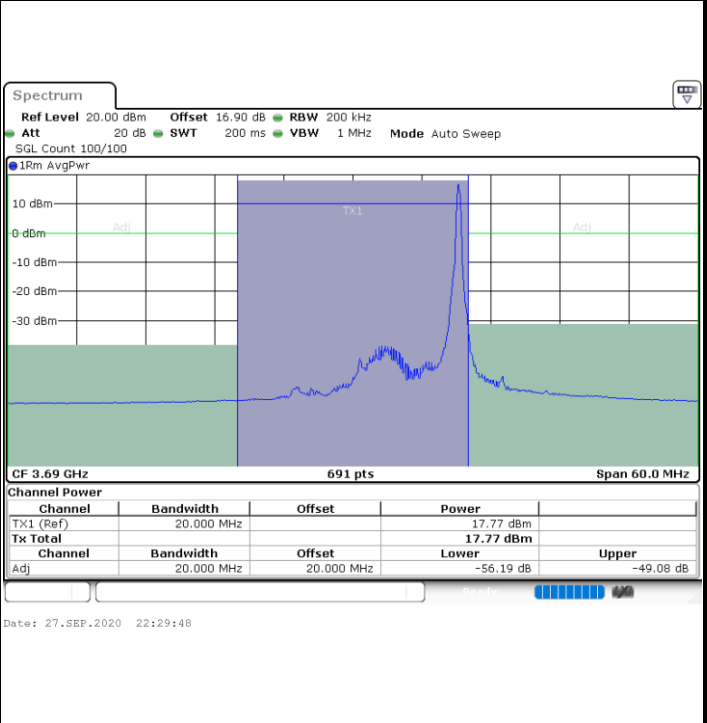 Spectrum
Ref Level 20.00 dBm Offset 16.90 dB RBW 200 kHz
Att 20 dB SWT 200 ms VBW 1 MHz Mode Auto Sweep
SGL Count 100/100
1Rm AvgPwr
10 dBm
TX1
Adj
Adj
0 dBm
-10 dBm
-20 dBm
-30 dBm
CF 3.69 GHz 691 pts Span 60.0 MHz
Channel Power
Channel Bandwidth Offset Power
TX1 (Ref) 20.000 MHz 17.77 dBm
Tx Total 17.77 dBm
Channel Bandwidth Offset Lower Upper
Adj 20.000 MHz 20.000 MHz -56.19 dB -49.08 dB
Ready
Date: 27.SEP.2020 22:29:48